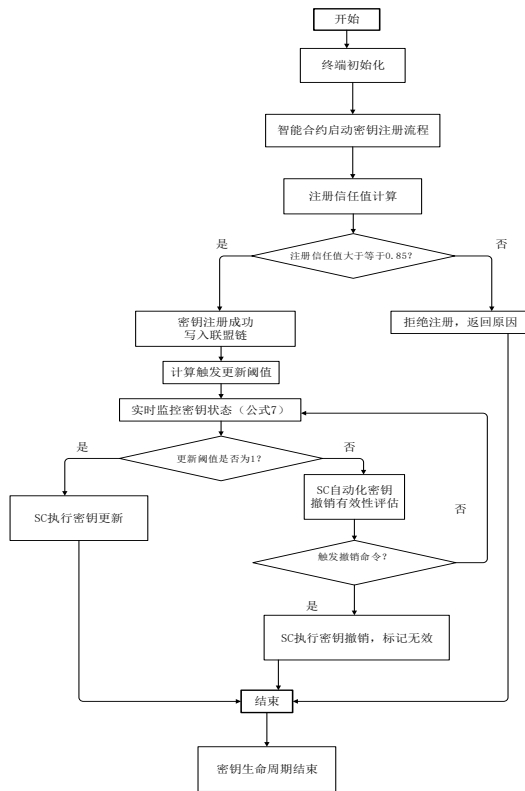 开始
终端初始化
智能合约启动密钥注册流程
注册信任值计算
是
否
注册信任值大于等于0.85?
密钥注册成功
写入联盟链
拒绝注册，返回原因
计算触发更新阈值
实时监控密钥状态（公式7）
是
否
更新阈值是否为1?
SC执行密钥更新
SC自动化密钥
撤销有效性评估
否
触发撤销命令？
是
SC执行密钥撤销，标记无效
结束
密钥生命周期结束